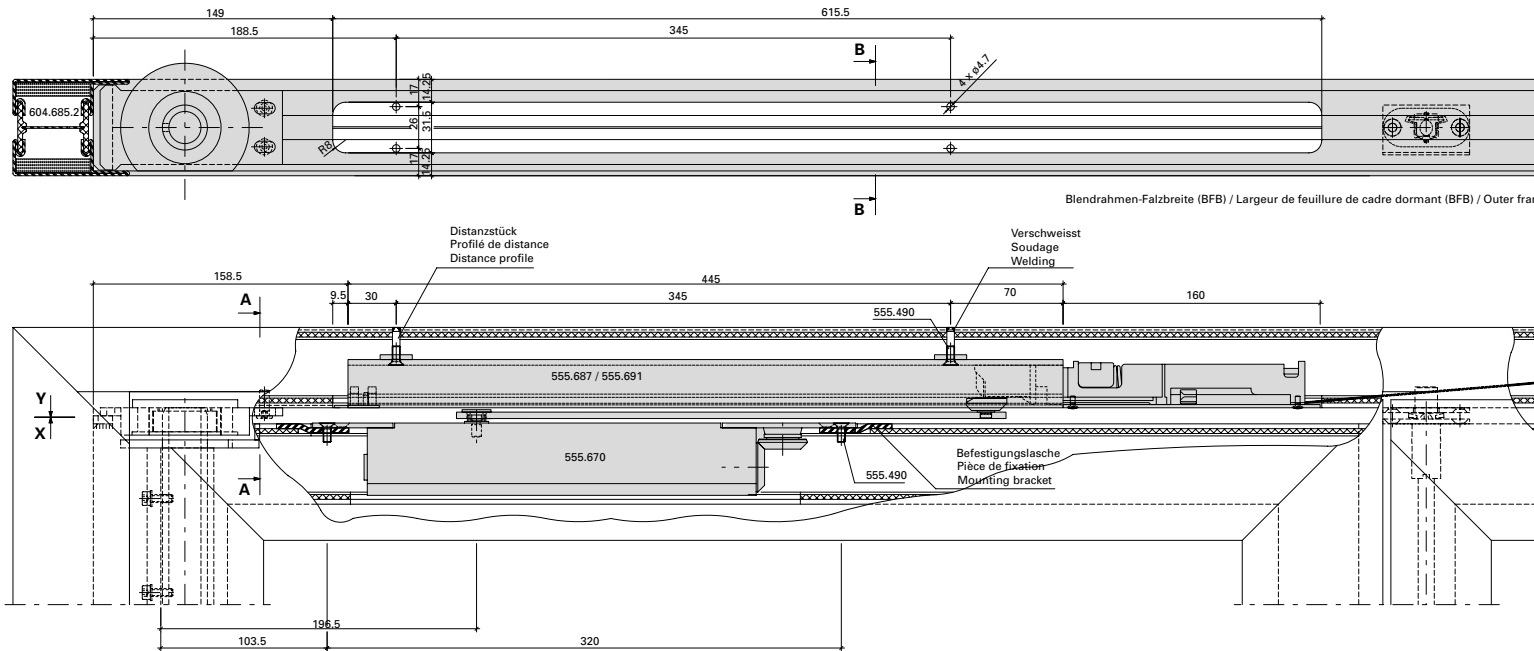 149
615.5
188.5
345
B
4 x ø4.7
604.685.2
17
14.25
26
31.5
R8
17
14.25
B
Blendrahmen-Falzbreite (BFB) / Largeur de feuillure de cadre dormant (BFB) / Outer
Distanzstück
Profilé de distance
Distance profile
Verschweisst
Soudage
Welding
158.5
445
A
9.5
30
345
70
160
555.490
555.687 / 555.691
Y
X
555.670
Befestigungslasche
Pièce de fixation
Mounting bracket
555.490
A
196.5
103.5
320